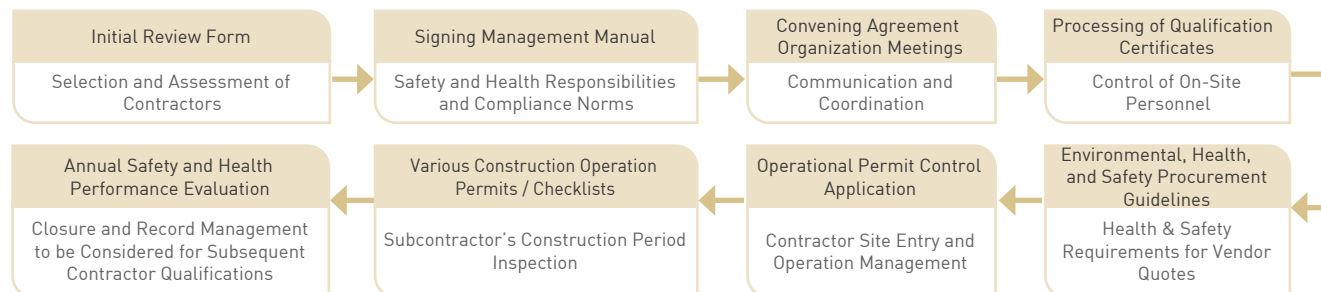 Initial Review Form
Selection and Assessment of
Contractors
Signing Management Manual
Safety and Health Responsibilities
and Compliance Norms
Convening Agreement
Organization Meetings
Communication and
Coordination
Processing of Qualification
Certificates
Control of On-Site
Personnel
Environmental, Health,
and Safety Procurement
Guidelines
Health & Safety
Requirements for Vendor
Quotes
Operational Permit Control
Application
Contractor Site Entry and
Operation Management
Various Construction Operation
Permits / Checklists
Subcontractor's Construction Period
Inspection
Annual Safety and Health
Performance Evaluation
Closure and Record Management
to be Considered for Subsequent
Contractor Qualifications